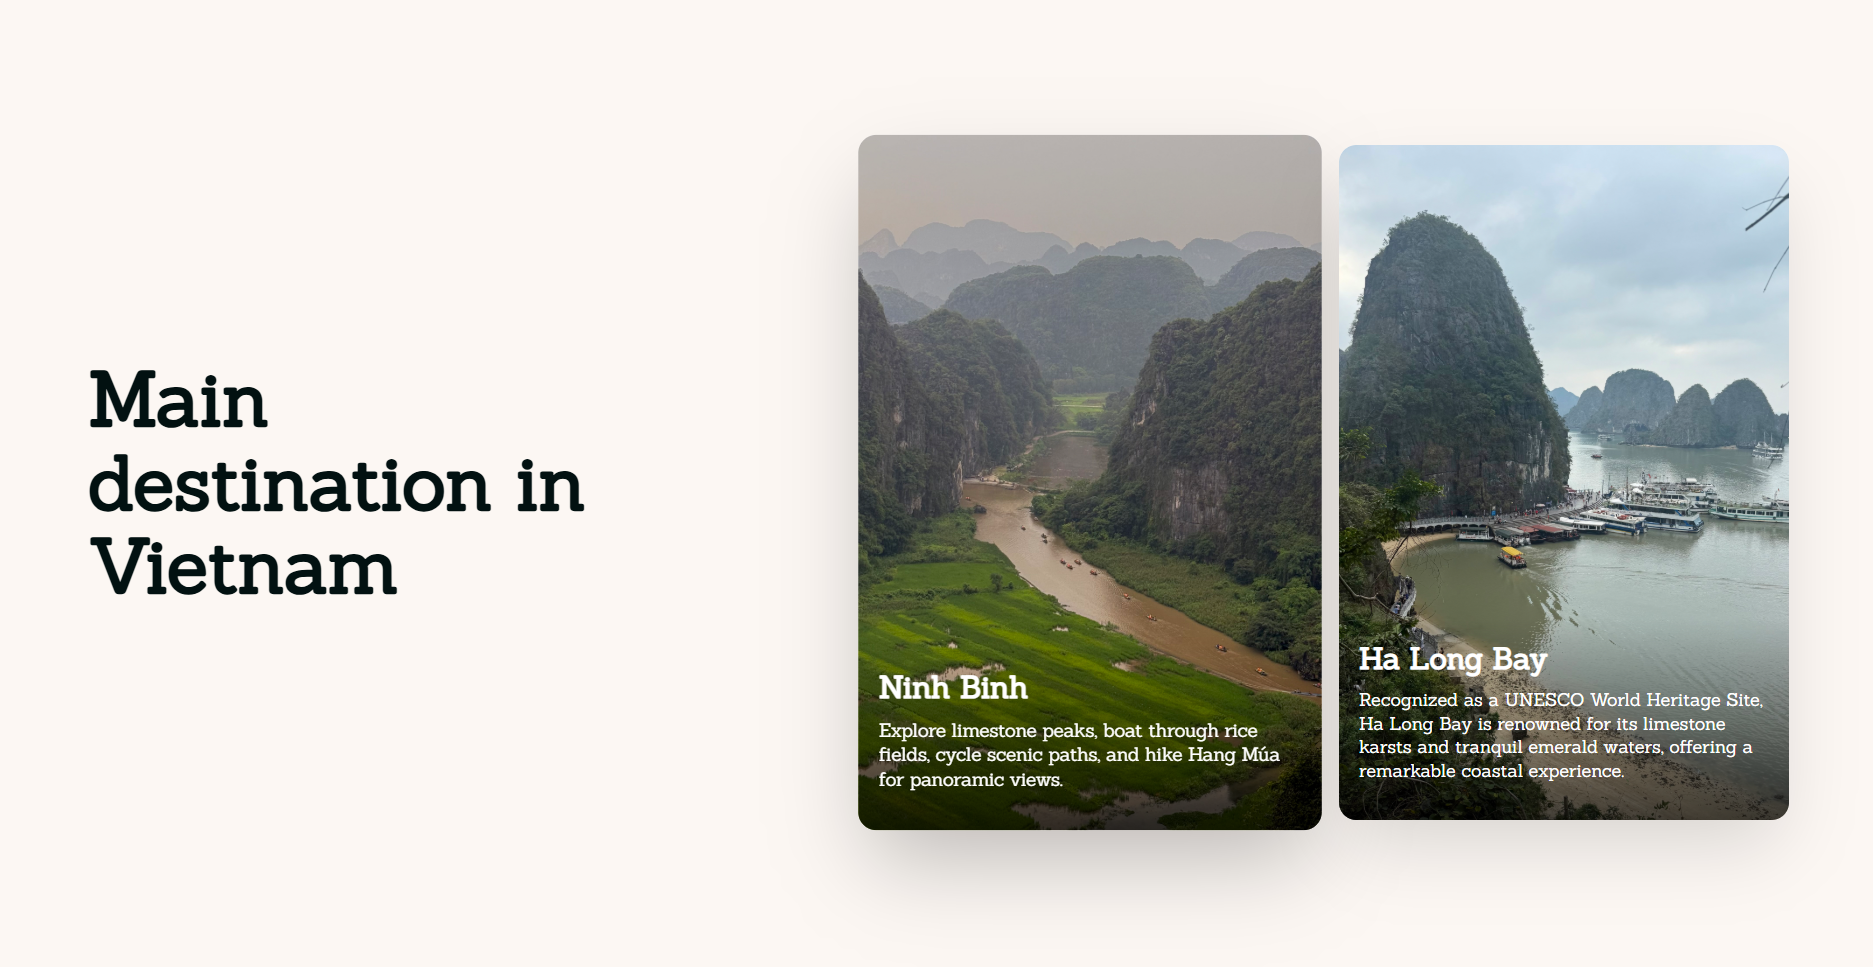 Main
destination in
Vietnam
Ninh Binh
Explore limestone peaks, boat through rice
fields, cycle scenic paths, and hike Hang Múa
for panoramic views.
Ha Long Bay
Recognized as a UNESCO World Heritage Site,
Ha Long Bay is renowned for its limestone
karsts and tranquil emerald waters, offering a
remarkable coastal experience.